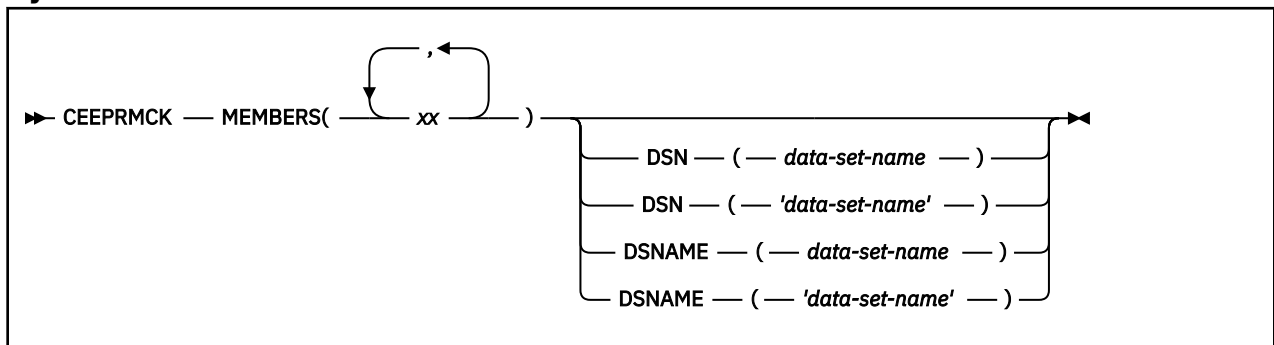 ,
CEEPRMCK MEMBERS( xx )
DSN ( data-set-name )
DSN ( 'data-set-name' )
DSNAME ( data-set-name )
DSNAME ( 'data-set-name' )